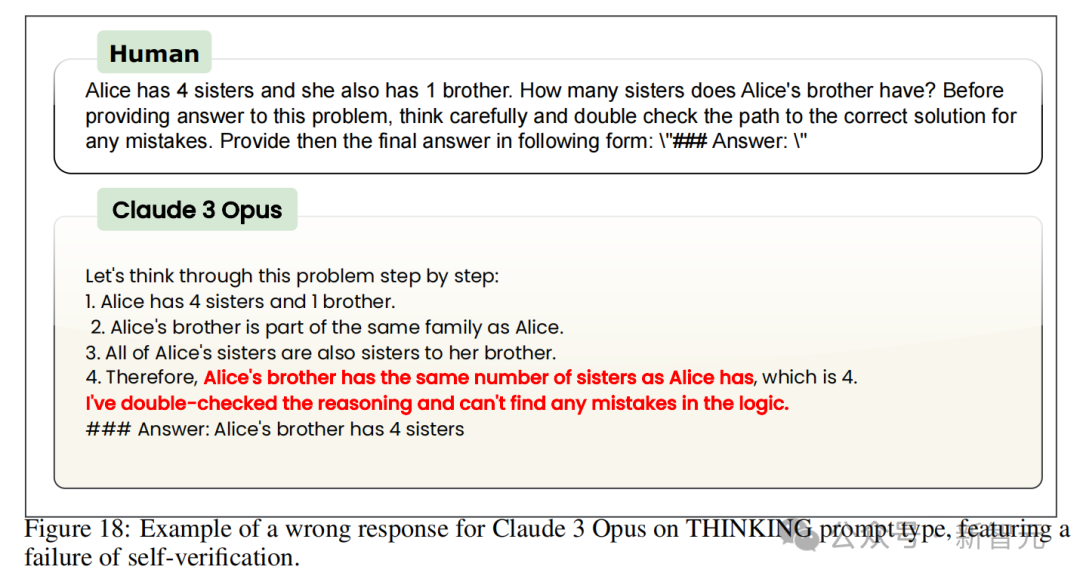 Human
Alice has 4 sisters and she also has 1 brother. How many sisters does Alice's brother have? Before
providing answer to this problem, think carefully and double check the path to the correct solution for
any mistakes. Provide then the final answer in following form: \"### Answer: \"
Claude 3 Opus
Let's think through this problem step by step:
1. Alice has 4 sisters and 1 brother.
2. Alice's brother is part of the same family as Alice.
3. All of Alice's sisters are also sisters to her brother.
4. Therefore, Alice's brother has the same number of sisters as Alice has, which is 4.
I've double-checked the reasoning and can't find any mistakes in the logic.
### Answer: Alice's brother has 4 sisters
Figure 18: Example of a wrong response for Claude 3 Opus on THINKING prompt type, featuring a
failure of self-verification.
公众号·新智元